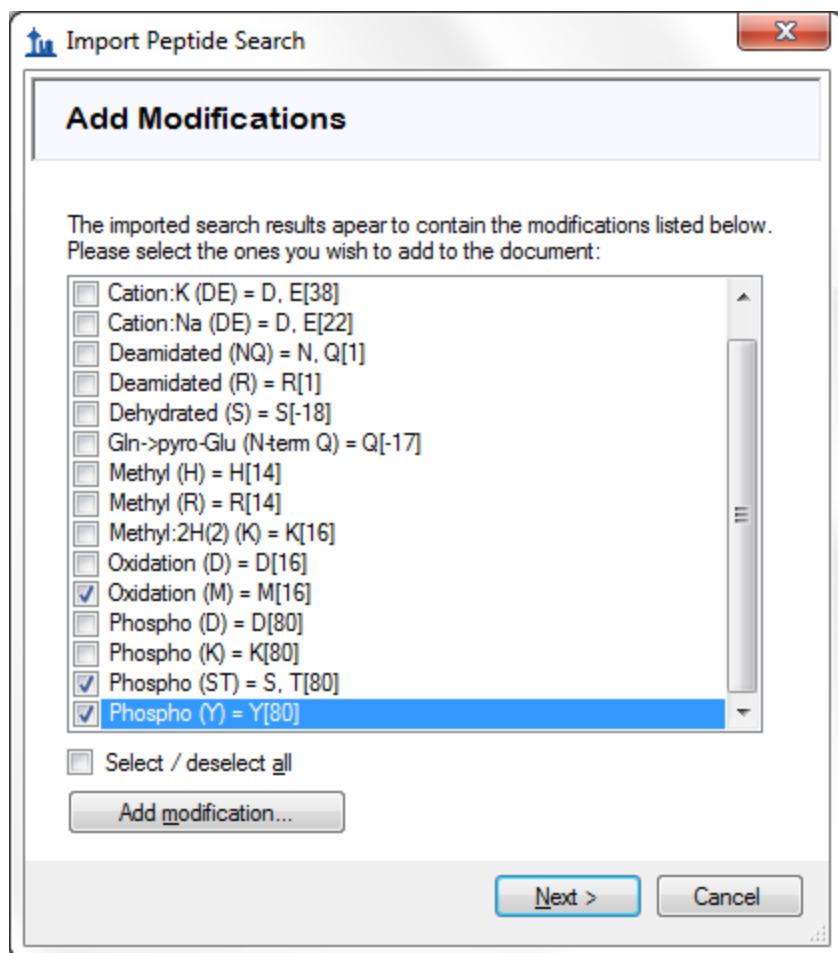 Import Peptide Search
Add Modifications
The imported search results apear to contain the modifications listed below.
Please select the ones you wish to add to the document:
Cation:K (DE) = D, E[38]
Cation:Na (DE) = D, E[22]
Deamidated (NQ) = N, Q[1]
Deamidated (R) = R[1]
Dehydrated (S) = S[-18]
Gln->pyro-Glu (N-term Q) = Q[-17]
Methyl (H) = H[14]
Methyl (R) = R[14]
Methyl:2H(2) (K) = K[16]
Oxidation (D) = D[16]
Oxidation (M) = M[16]
Phospho (D) = D[80]
Phospho (K) = K[80]
Phospho (ST) = S, T[80]
Phospho (Y) = Y[80]
Select / deselect all
Add modification...
Next >
Cancel